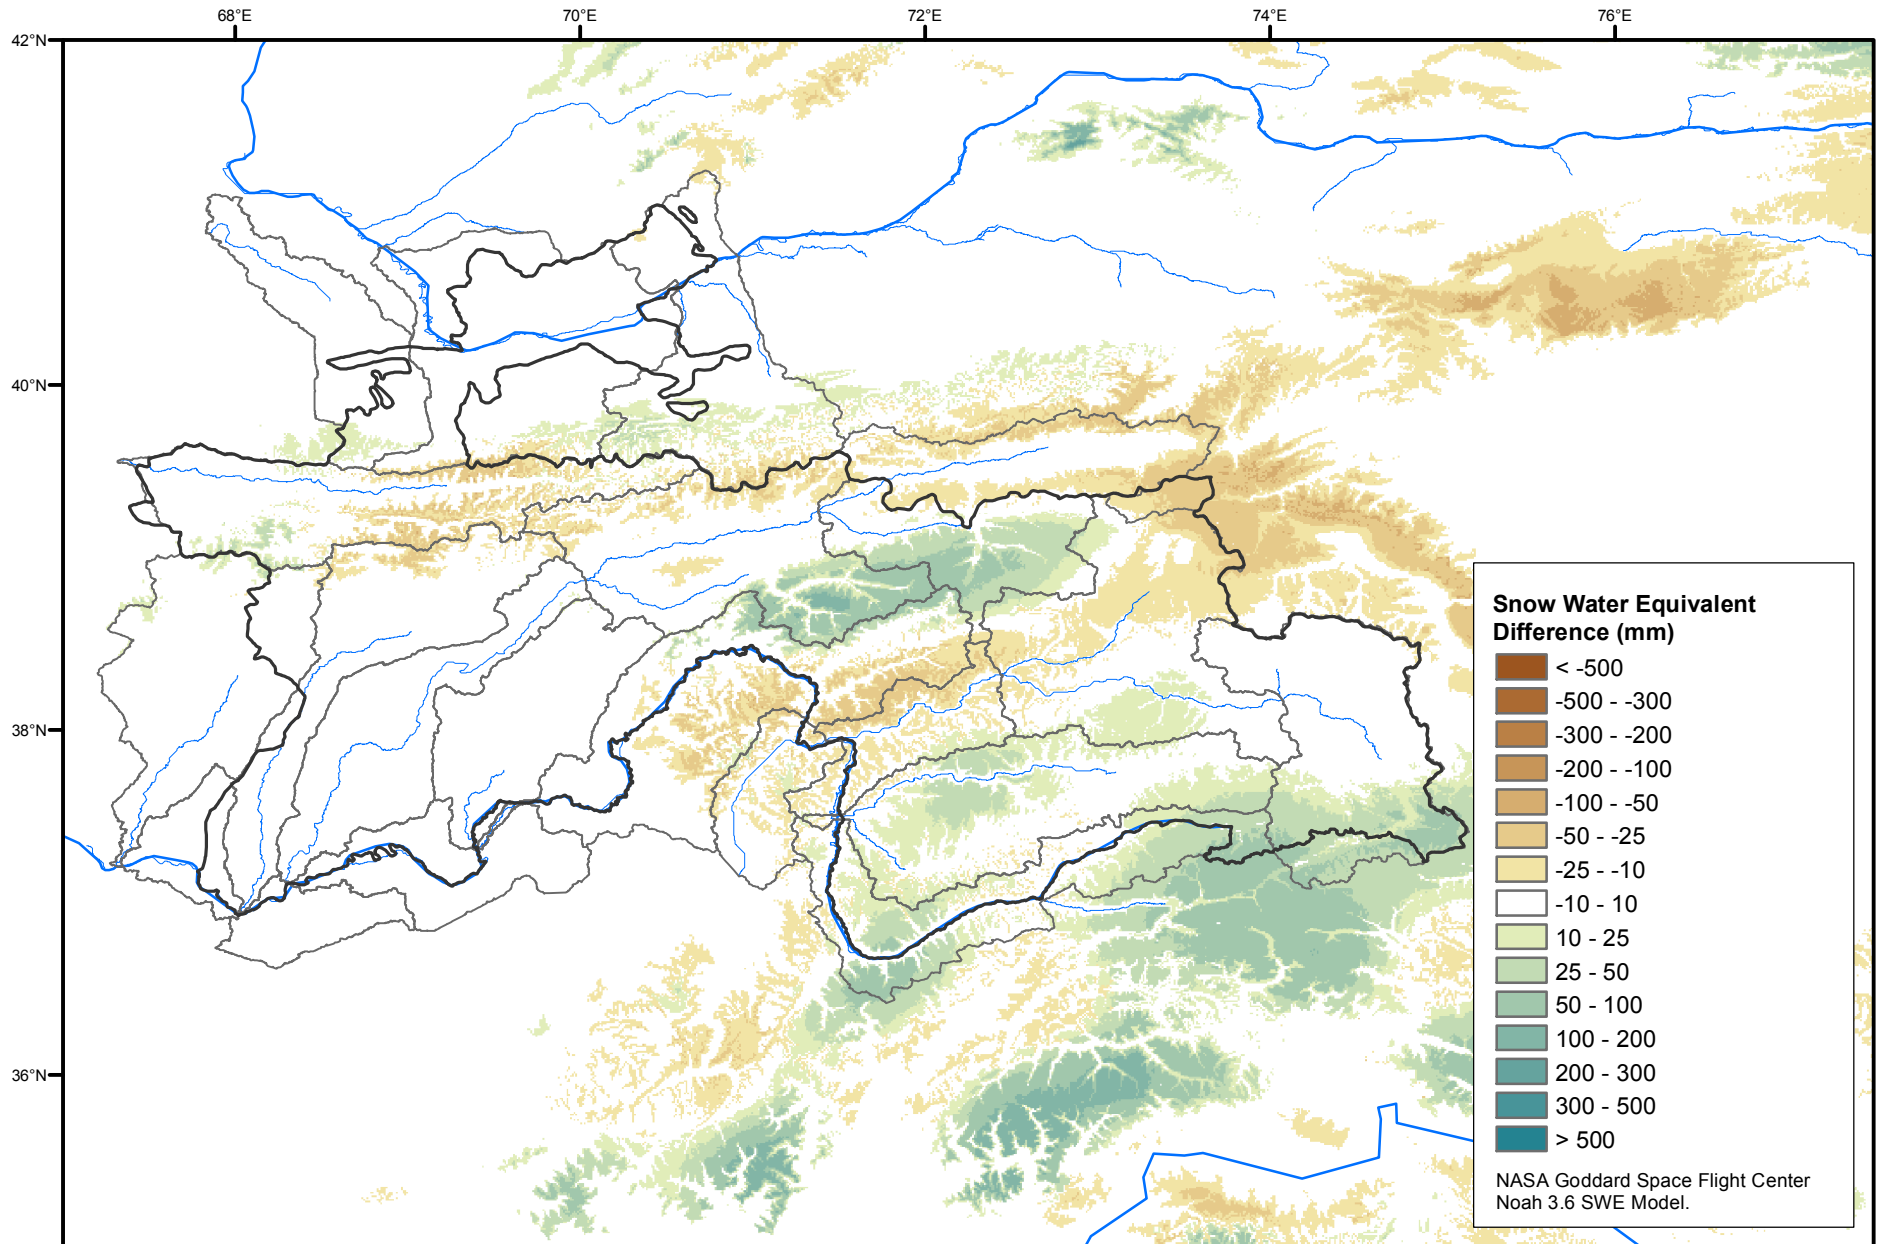 68°E
70°E
72°E
74°E
76°E
42°N
40°N
38°N
36°N
Snow Water Equivalent
Difference (mm)
< -500
-500 - -300
-300 - -200
-200 - -100
-100 - -50
-50 - -25
-25 - -10
-10 - 10
10 - 25
25 - 50
50 - 100
100 - 200
200 - 300
300 - 500
> 500
NASA Goddard Space Flight Center
Noah 3.6 SWE Model.